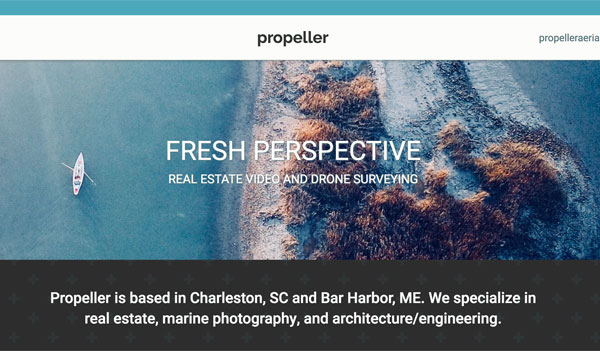 propeller
propelleraeria
FRESH PERSPECTIVE
REAL ESTATE VIDEO AND DRONE SURVEYING
Propeller is based in Charleston, SC and Bar Harbor, ME. We specialize in
real estate, marine photography, and architecture/engineering.